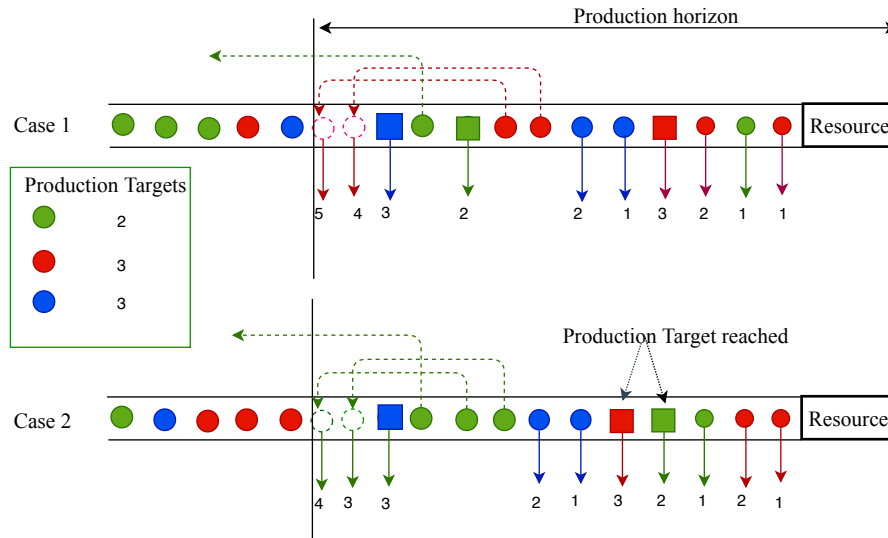 Production horizon
Case 1
Resource
5 4 3 2 2 1 3 2 1 1
Production Targets
2
3
3
Production Target reached
Case 2
Resource
4 3 3 2 1 3 2 1 2 1